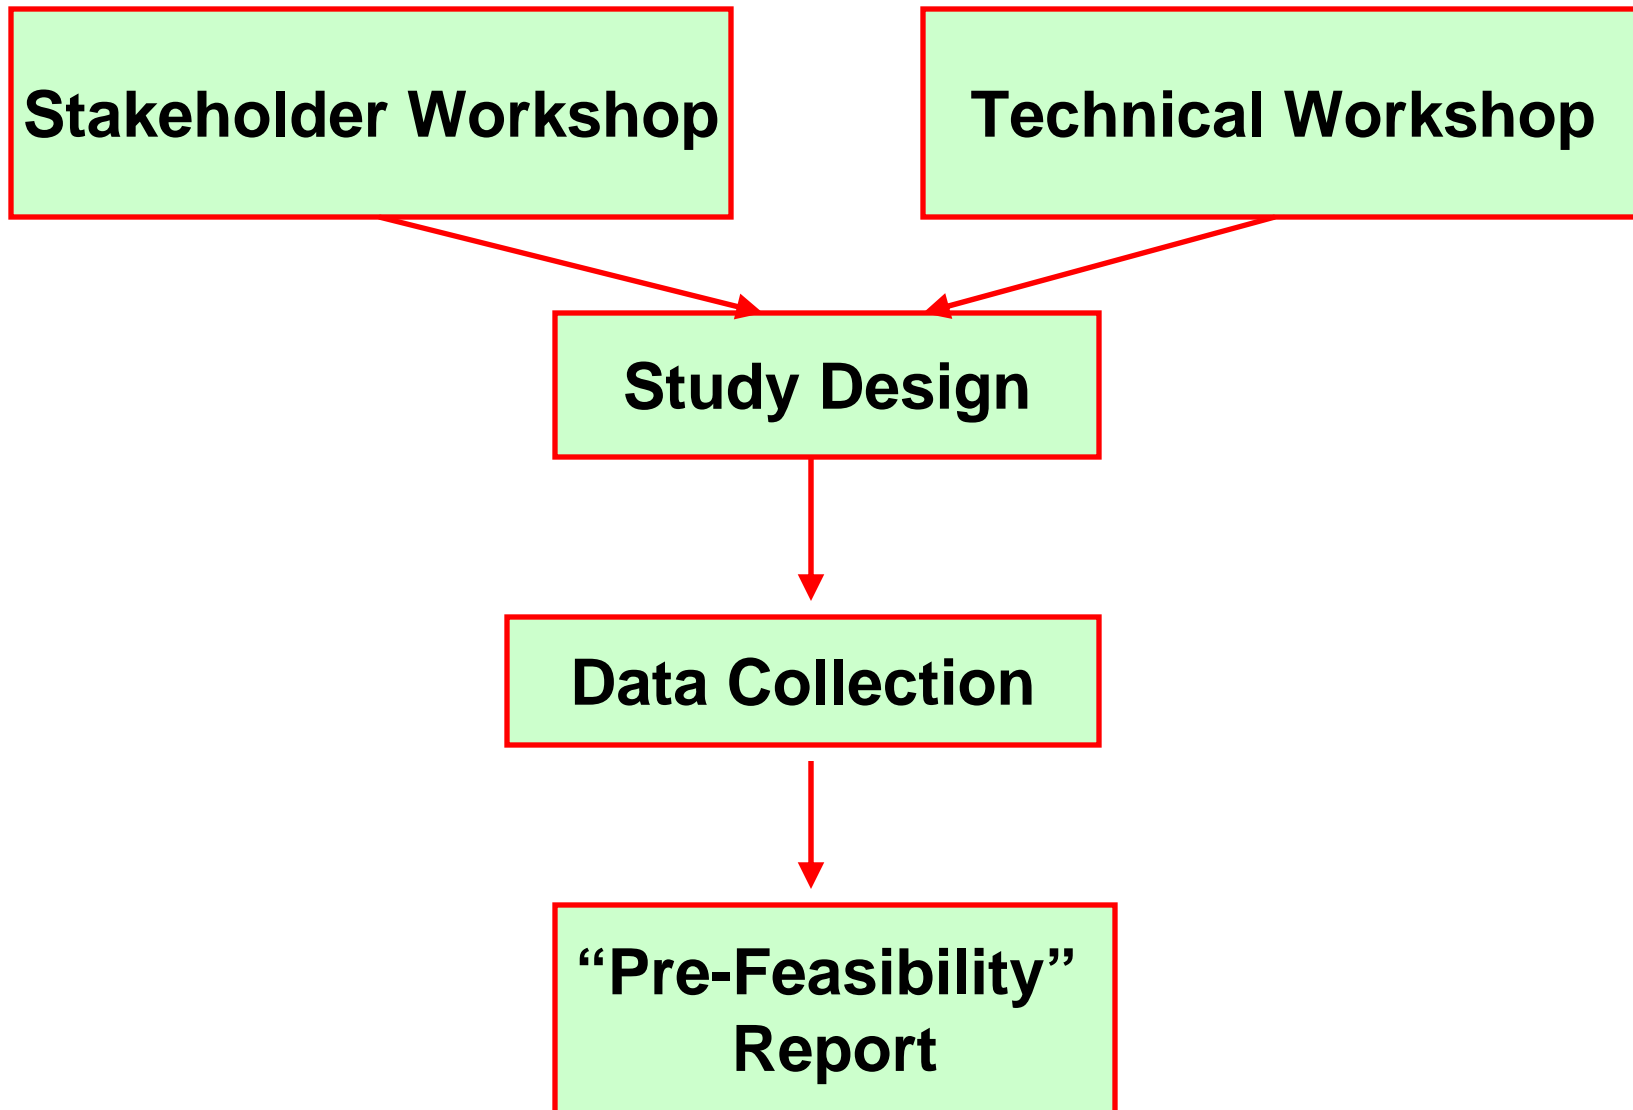 Stakeholder Workshop
Technical Workshop
Study Design
Data Collection
“Pre-Feasibility”
Report